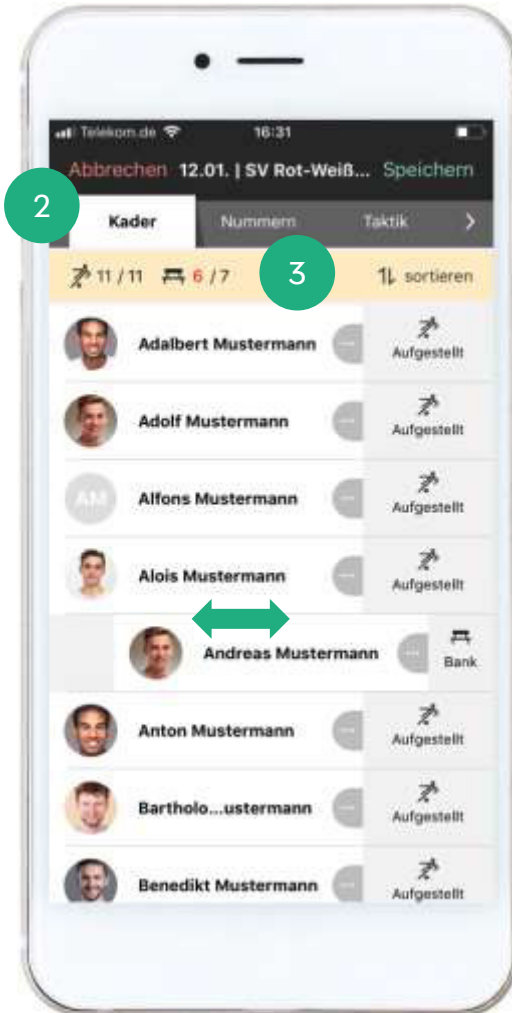 Telekom.de 16:31
Abbrechen 12.01. | SV Rot-Weiß... Speichern
2
Kader Nummern Taktik >
11 / 11 6 / 7 3 sortieren
Adalbert Mustermann ... Aufgestellt
Adolf Mustermann ... Aufgestellt
AM Alfons Mustermann ... Aufgestellt
Alois Mustermann ... Aufgestellt
Andreas Mustermann ... Bank
Anton Mustermann ... Aufgestellt
Bartholo...ustermann ... Aufgestellt
Benedikt Mustermann ... Aufgestellt